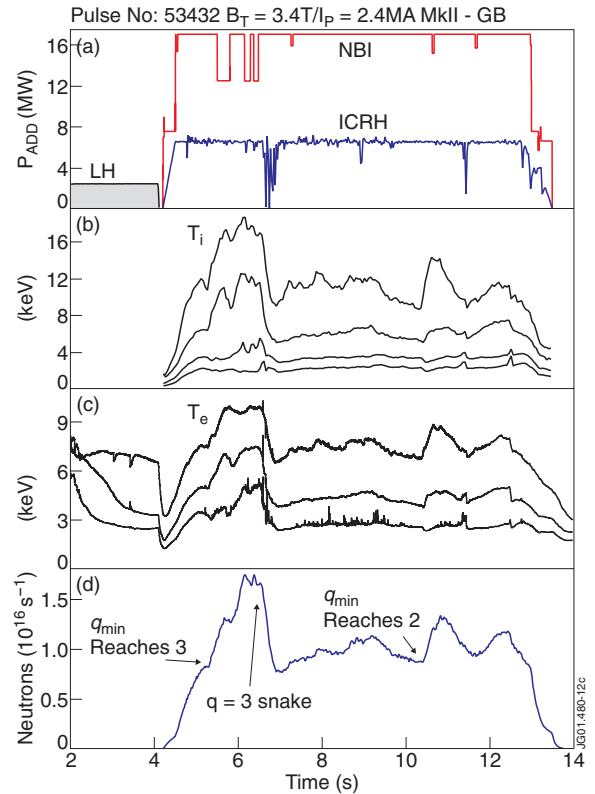 Pulse No: 53432 B_T = 3.4T/I_P = 2.4MA MkII - GB
(a)
16
12
8
4
0
P_ADD (MW)
NBI
ICRH
LH
(b)
T_i
16
12
8
4
0
(keV)
(c)
T_e
9
6
3
0
(keV)
(d)
1.5
1.0
0.5
0
Neutrons (10^16 s^-1)
q_min
Reaches 3
q = 3 snake
q_min
Reaches 2
2 4 6 8 10 12 14
Time (s)
JG01.480-12c